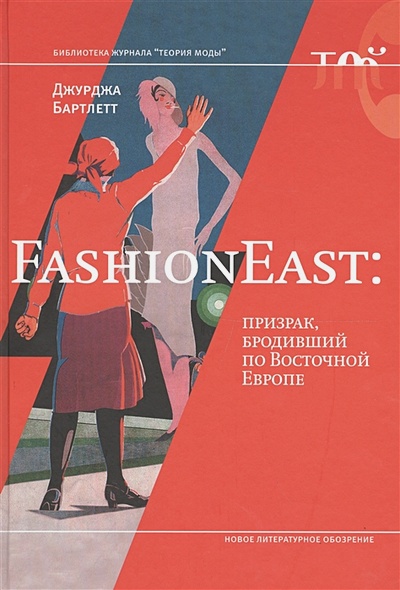 БИБЛИОТЕКА ЖУРНАЛА "ТЕОРИЯ МОДЫ"
ТМ
ДЖУРДЖА
БАРТЛЕТТ
FASHIONEAST:
ПРИЗРАК,
БРОДИВШИЙ
ПО ВОСТОЧНОЙ
ЕВРОПЕ
НОВОЕ ЛИТЕРАТУРНОЕ ОБОЗРЕНИЕ